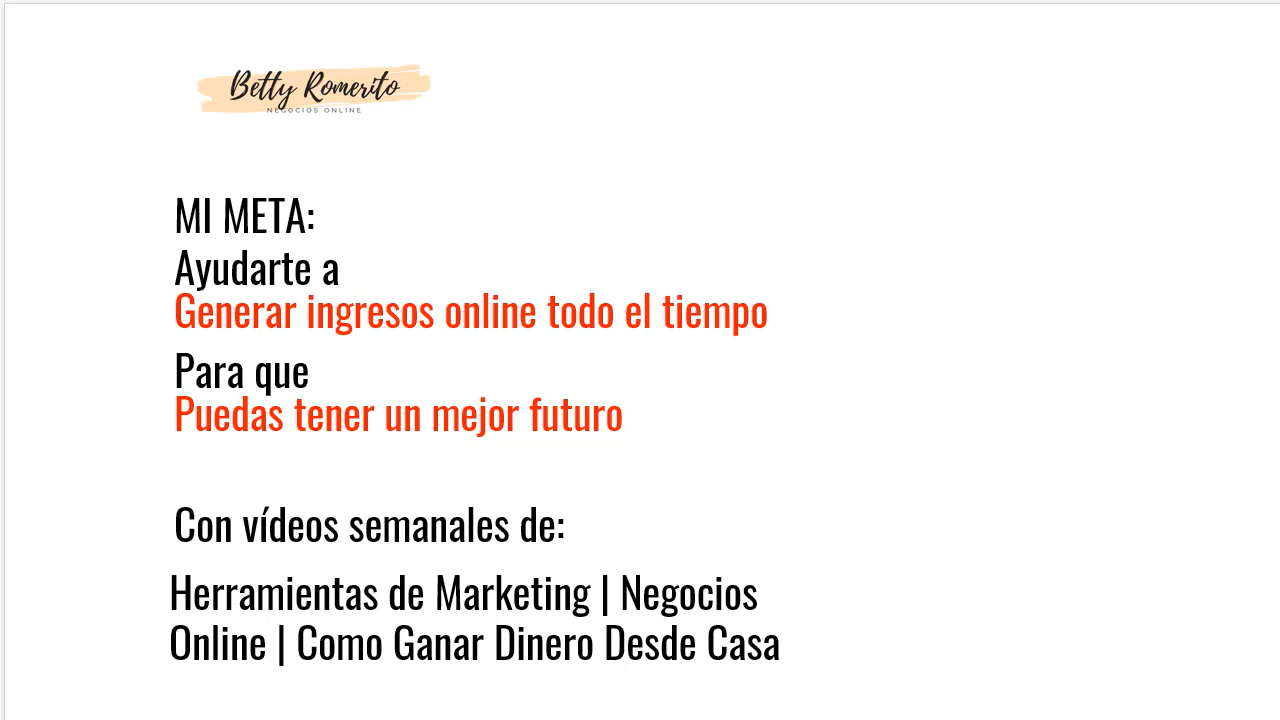 Betty Romerito
NEGOCIOS ONLINE
MI META:
Ayudarte a
Generar ingresos online todo el tiempo
Para que
Puedas tener un mejor futuro
Con vídeos semanales de:
Herramientas de Marketing | Negocios
Online | Como Ganar Dinero Desde Casa